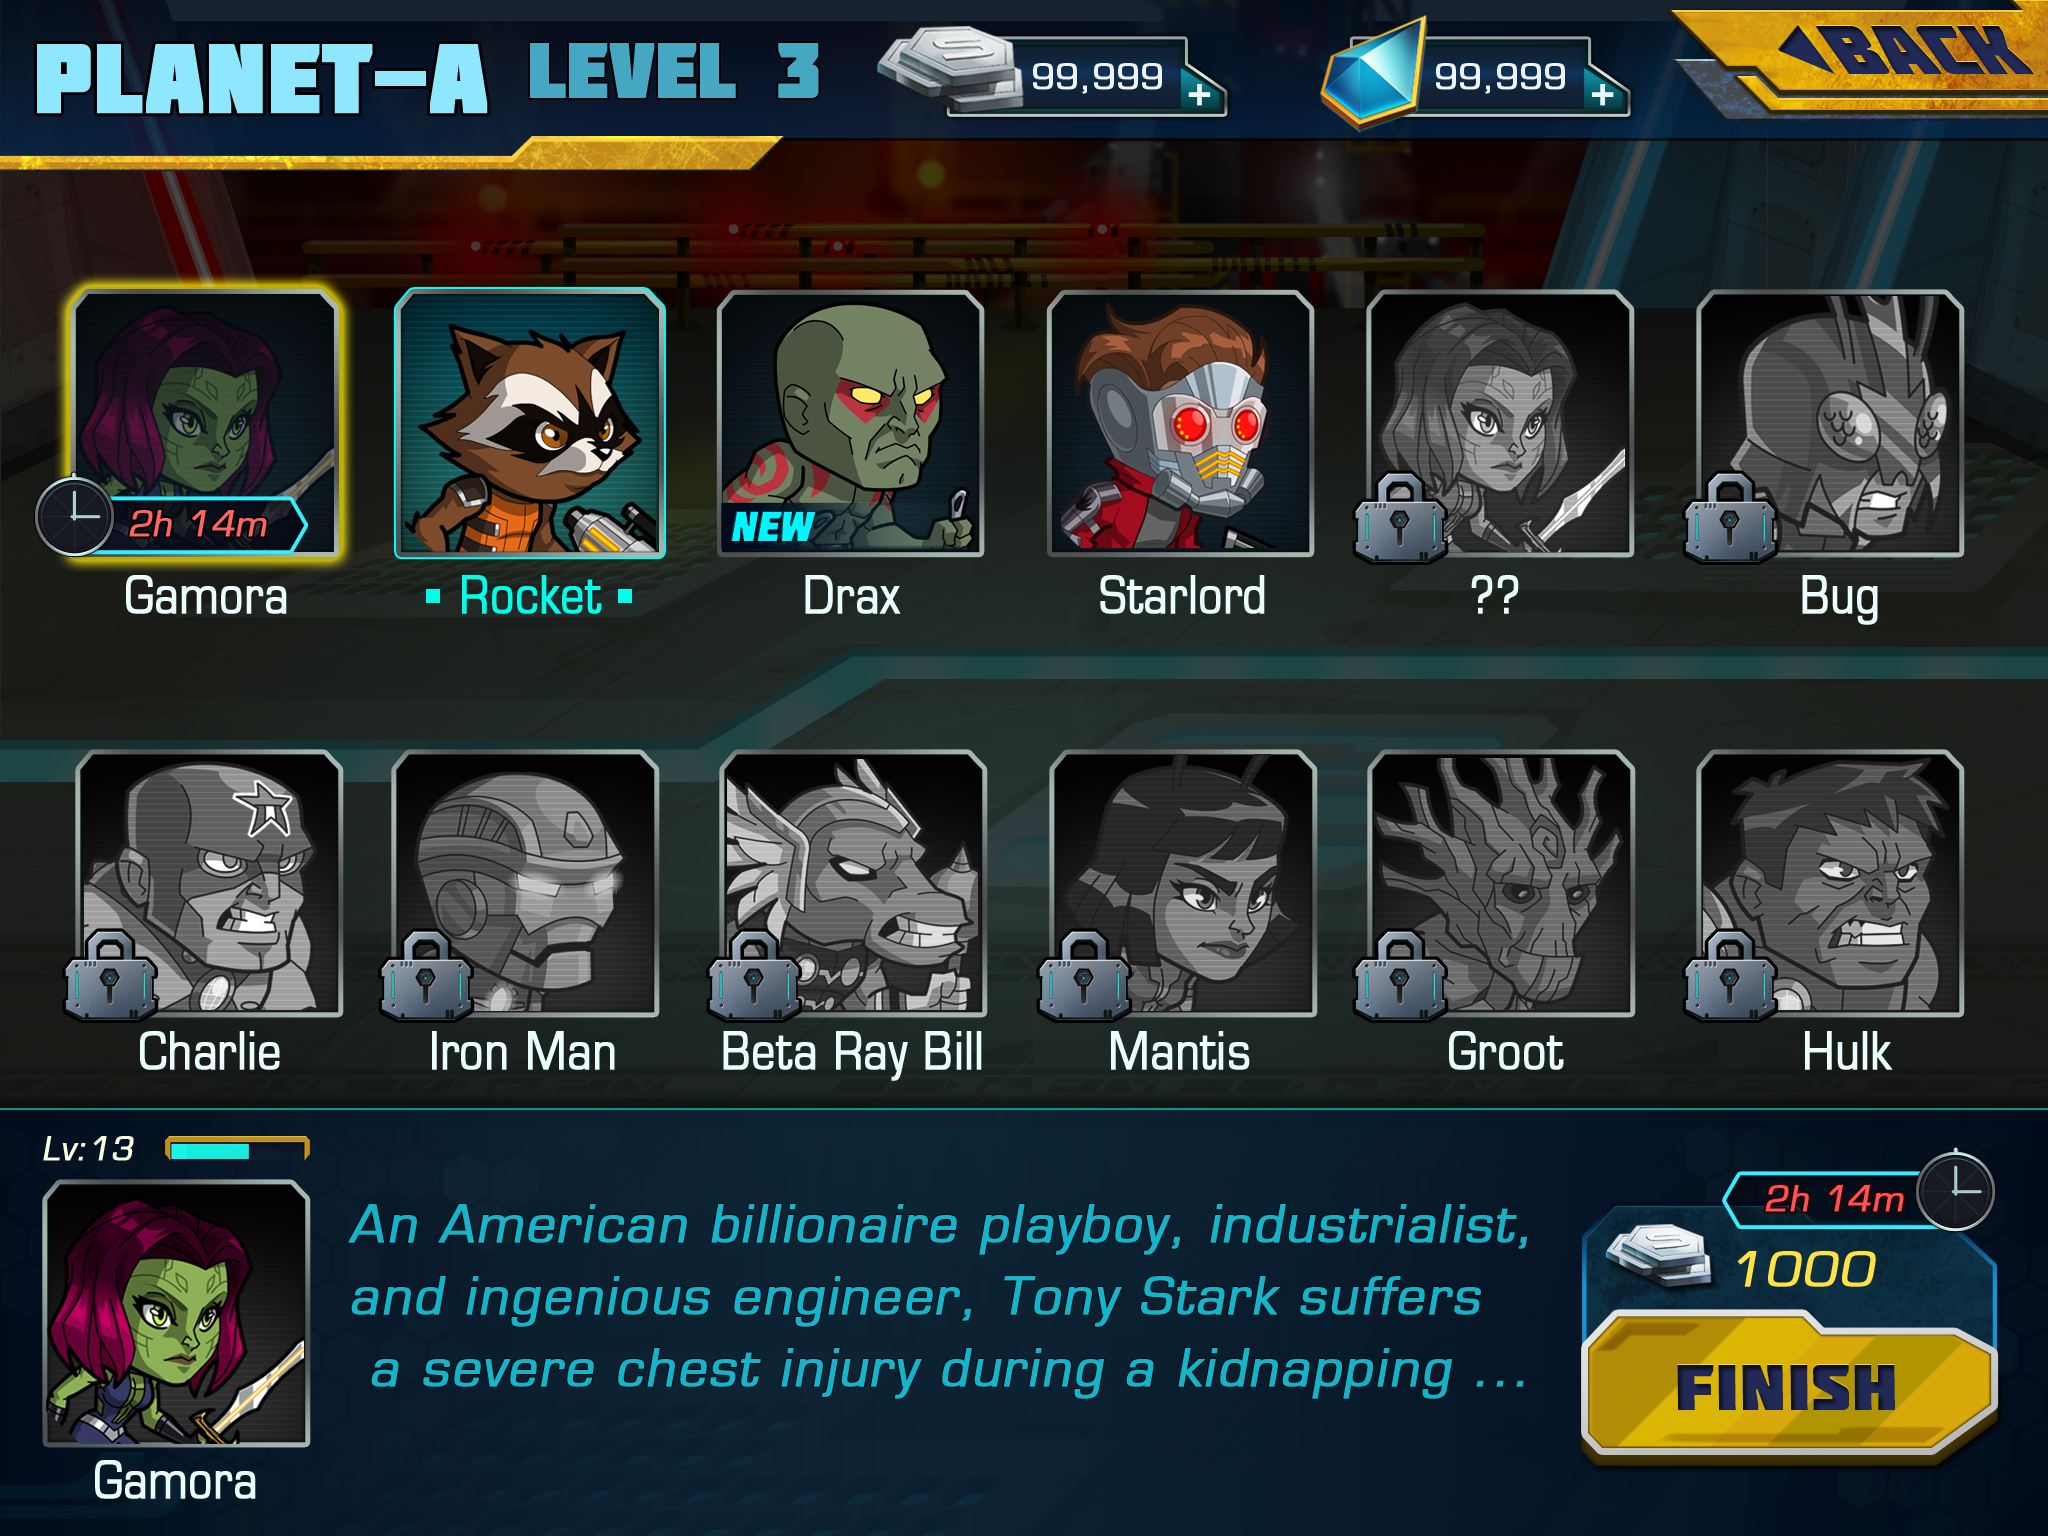 PLANET-A LEVEL 3 99,999 + 99,999 + BACK
2h 14m
NEW
Gamora Rocket Drax Starlord ?? Bug
Charlie Iron Man Beta Ray Bill Mantis Groot Hulk
Lv:13
2h 14m
An American billionaire playboy, industrialist,
and ingenious engineer, Tony Stark suffers
a severe chest injury during a kidnapping ...
1000
FINISH
Gamora